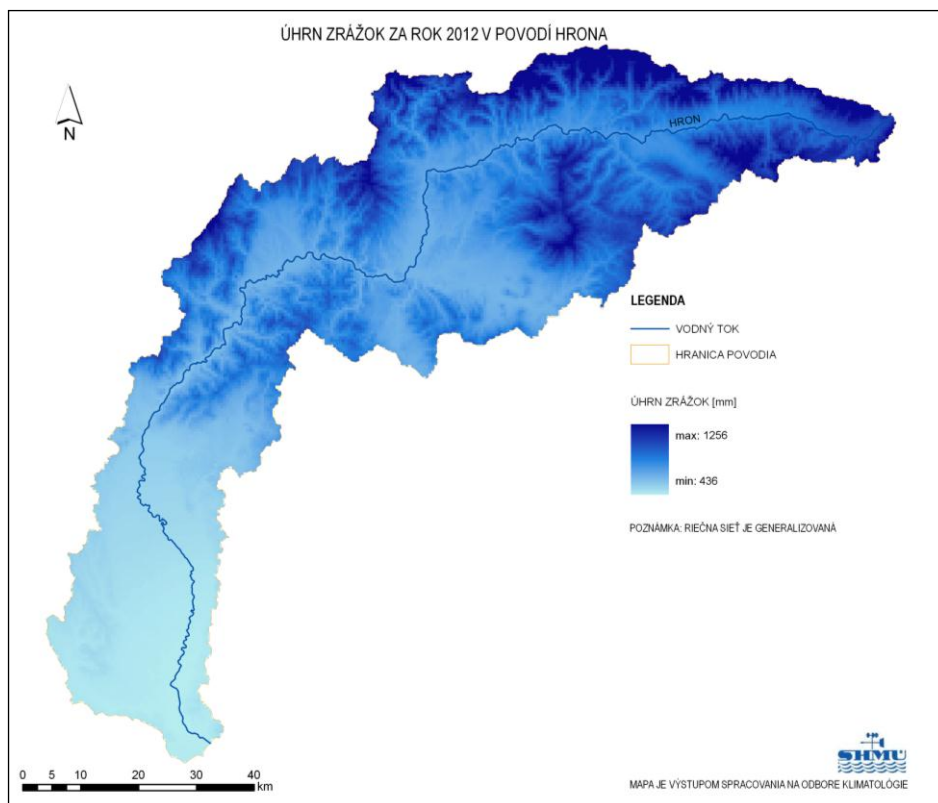 ÚHRN ZRÁŽOK ZA ROK 2012 V POVODÍ HRONA
N
HRON
LEGENDA
VODNÝ TOK
HRANICA POVODIA
ÚHRN ZRÁŽOK [mm]
max: 1256
min: 436
POZNÁMKA: RIEČNA SIEŤ JE GENERALIZOVANÁ
SHMÚ
0 5 10 20 30 40
km
MAPA JE VÝSTUPOM SPRACOVANIA NA ODBORE KLIMATOLÓGIE